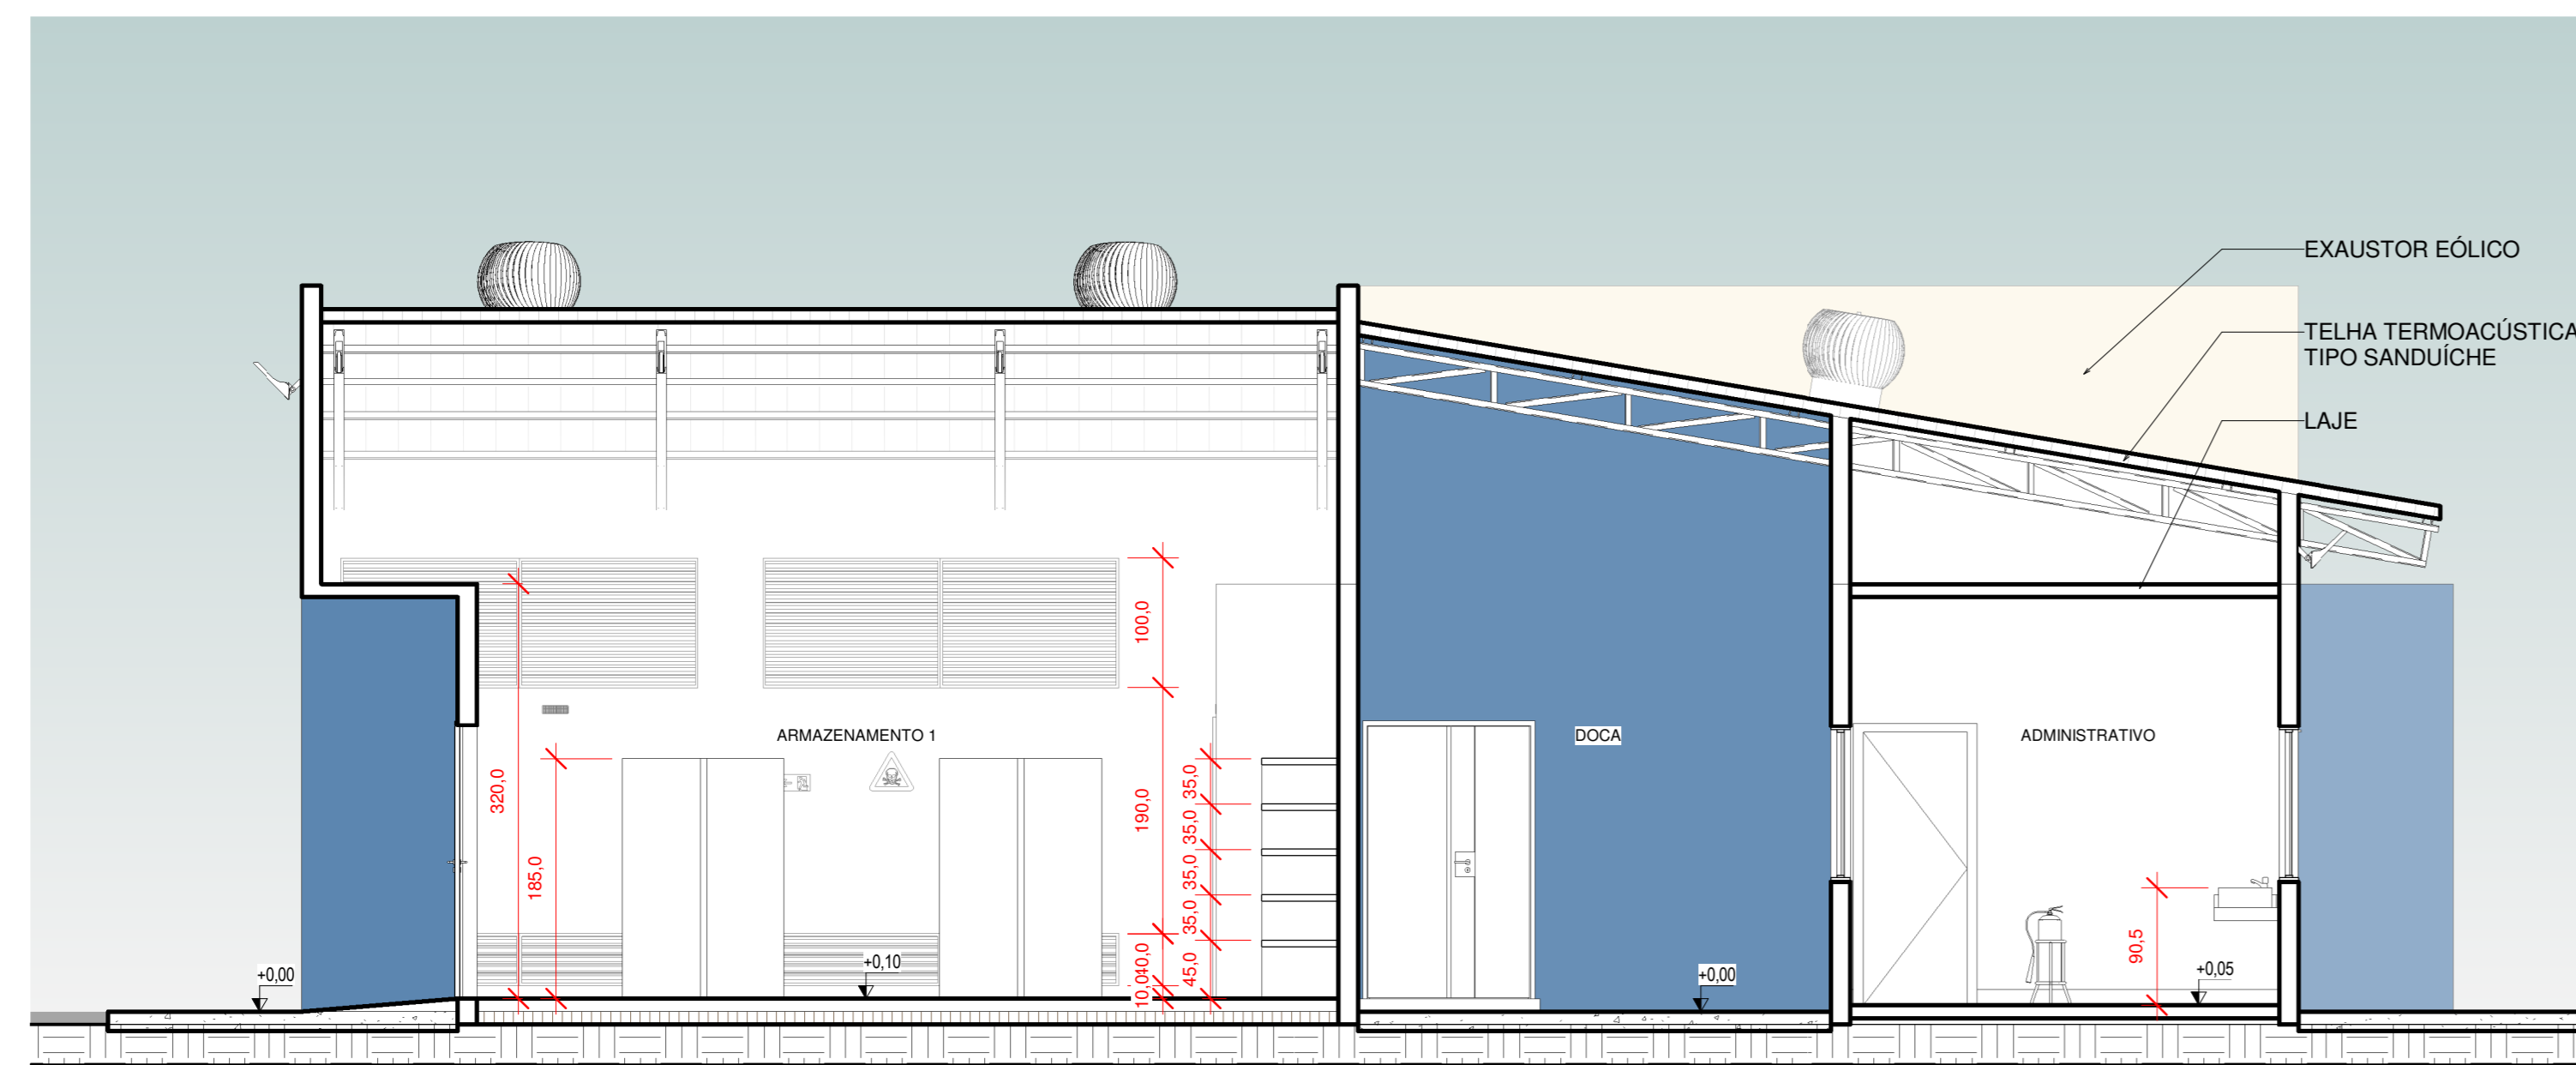 EXAUSTOR EÓLICO
TELHA TERMOACÚSTICA
TIPO SANDUÍCHE
LAJE
ARMAZENAMENTO 1
DOCA
ADMINISTRATIVO
320,0
185,0
100,0
190,0
40,0
10,0
35,0
35,0
35,0
35,0
45,0
90,5
+0,00
+0,10
+0,00
+0,05